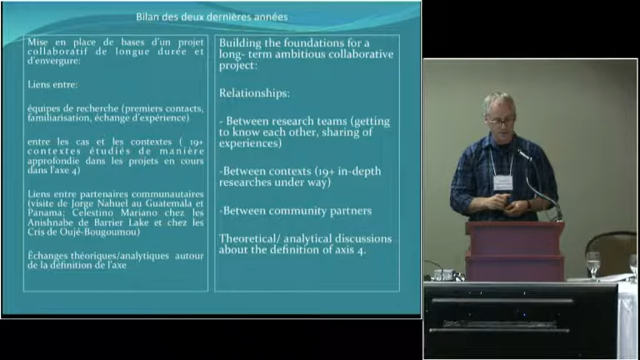 Bilan des deux dernières années
Mise en place de bases d'un projet
collaboratif de longue durée et
d'envergure:
Liens entre:
équipes de recherche (premiers contacts,
familiarisation, échange d'expérience)
entre les cas et les contextes ( 19+
contextes étudiés de manière
approfondie dans les projets en cours
dans l'axe 4)
Liens entre partenaires communautaires
(visite de Jorge Nahuel au Guatemala et
Panama; Celestino Mariano chez les
Anishnabe de Barrier Lake et chez les
Cris de Oujé-Bougoumou)
Échanges théoriques/analytiques autour
de la définition de l'axe
Building the foundations for a
long- term ambitious collaborative
project:
Relationships:
- Between research teams (getting
to know each other, sharing of
experiences)
-Between contexts (19+ in-depth
researches under way)
-Between community partners
Theoretical/ analytical discussions
about the definition of axis 4.